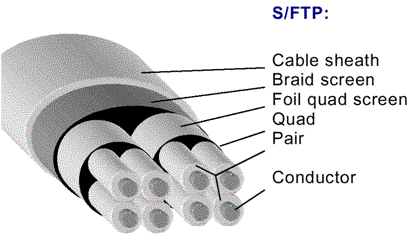 S/FTP:
Cable sheath
Braid screen
Foil quad screen
Quad
Pair
Conductor